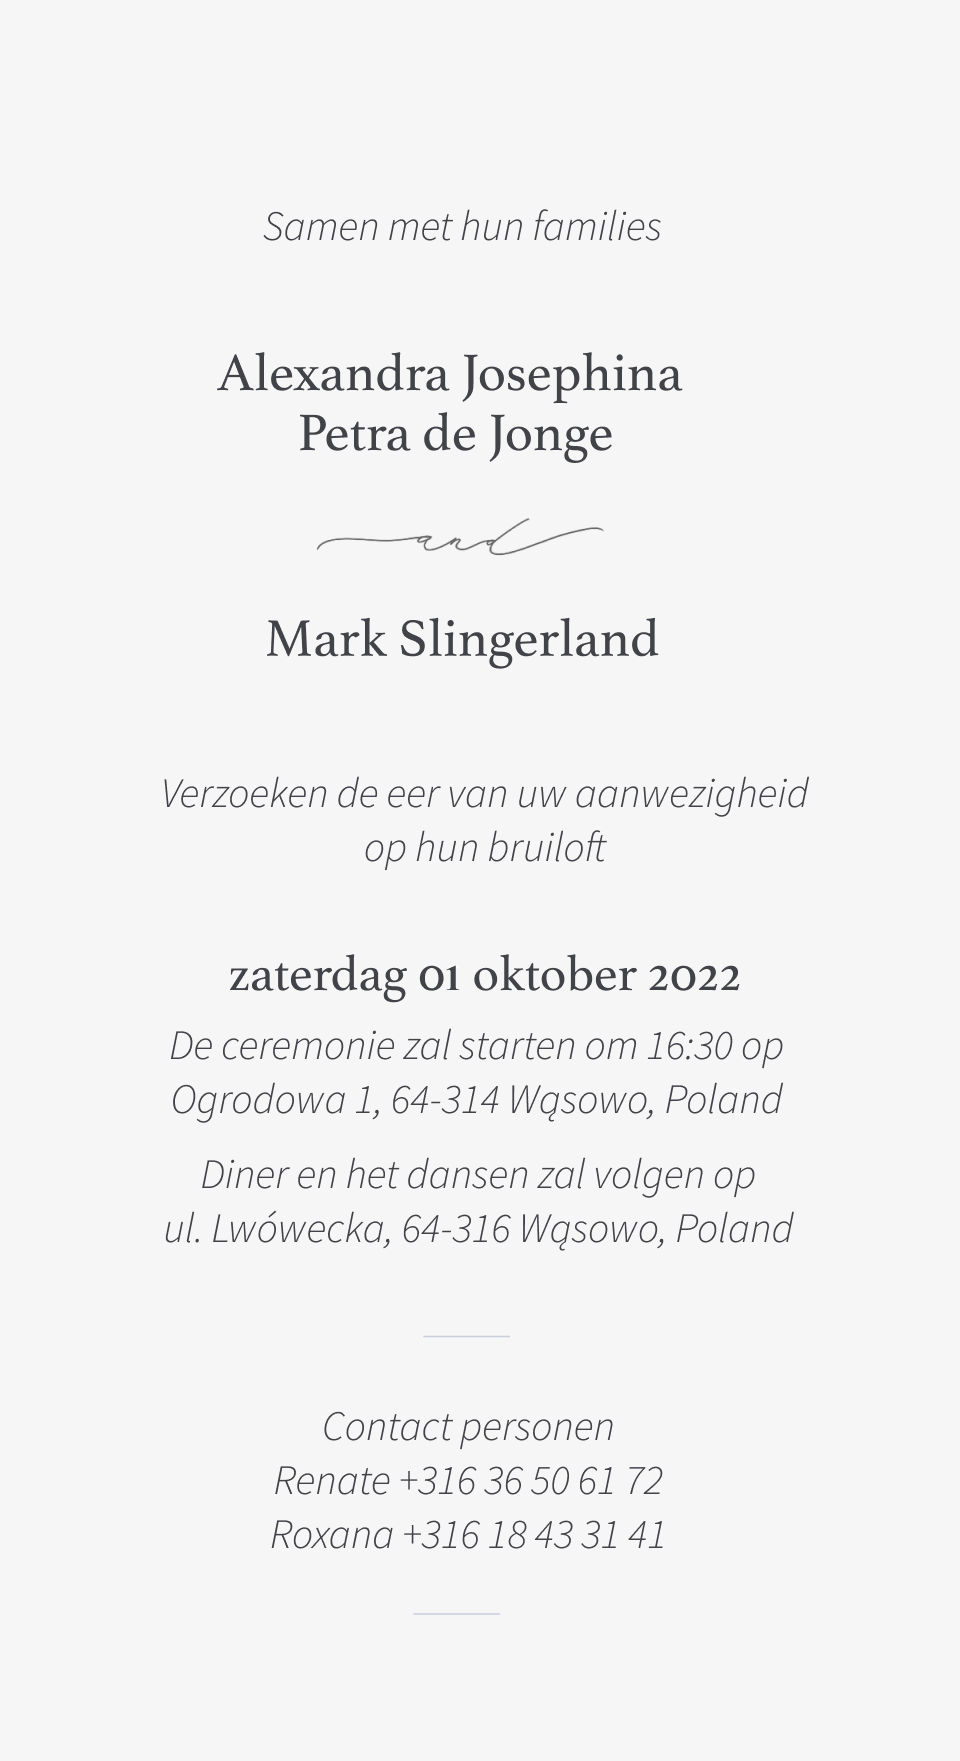 Samen met hun families
Alexandra Josephina
Petra de Jonge
and
Mark Slingerland
Verzoeken de eer van uw aanwezigheid
op hun bruiloft
zaterdag 01 oktober 2022
De ceremonie zal starten om 16:30 op
Ogrodowa 1, 64-314 Wąsowo, Poland
Diner en het dansen zal volgen op
ul. Lwówecka, 64-316 Wąsowo, Poland
Contact personen
Renate +316 36 50 61 72
Roxana +316 18 43 31 41